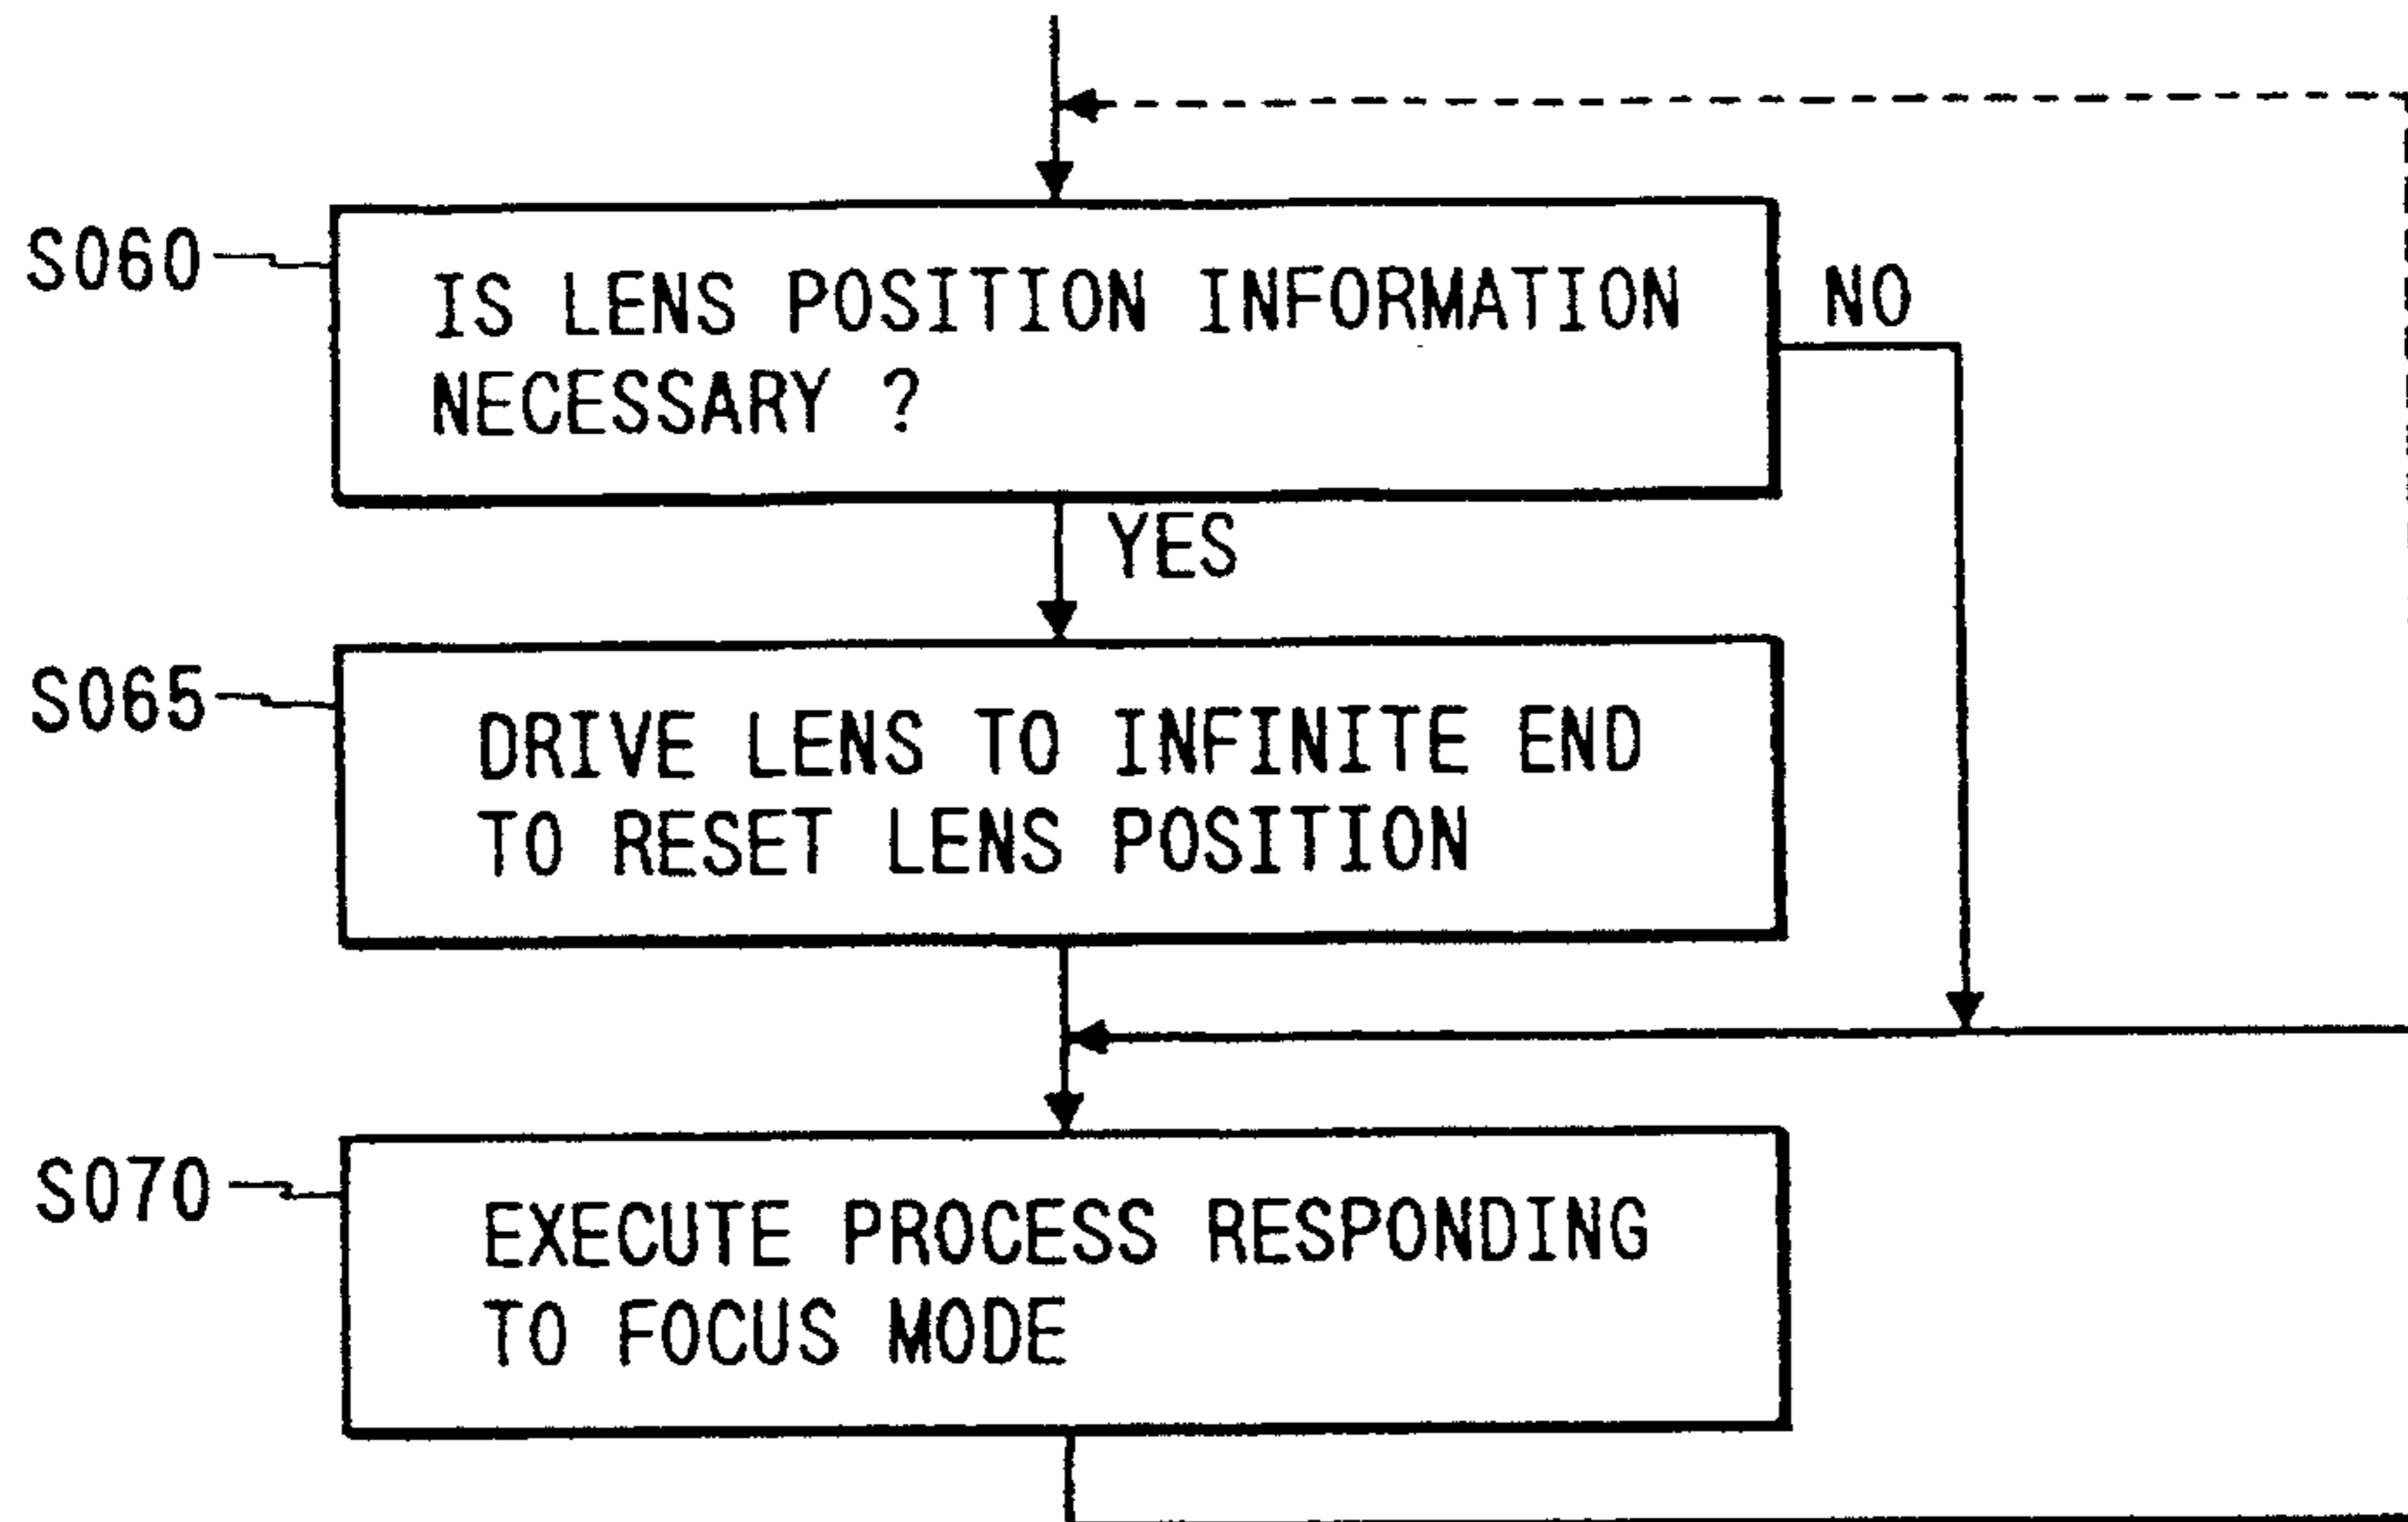 S060
IS LENS POSITION INFORMATION
NECESSARY ?
NO
YES
S065
DRIVE LENS TO INFINITE END
TO RESET LENS POSITION
S070
EXECUTE PROCESS RESPONDING
TO FOCUS MODE